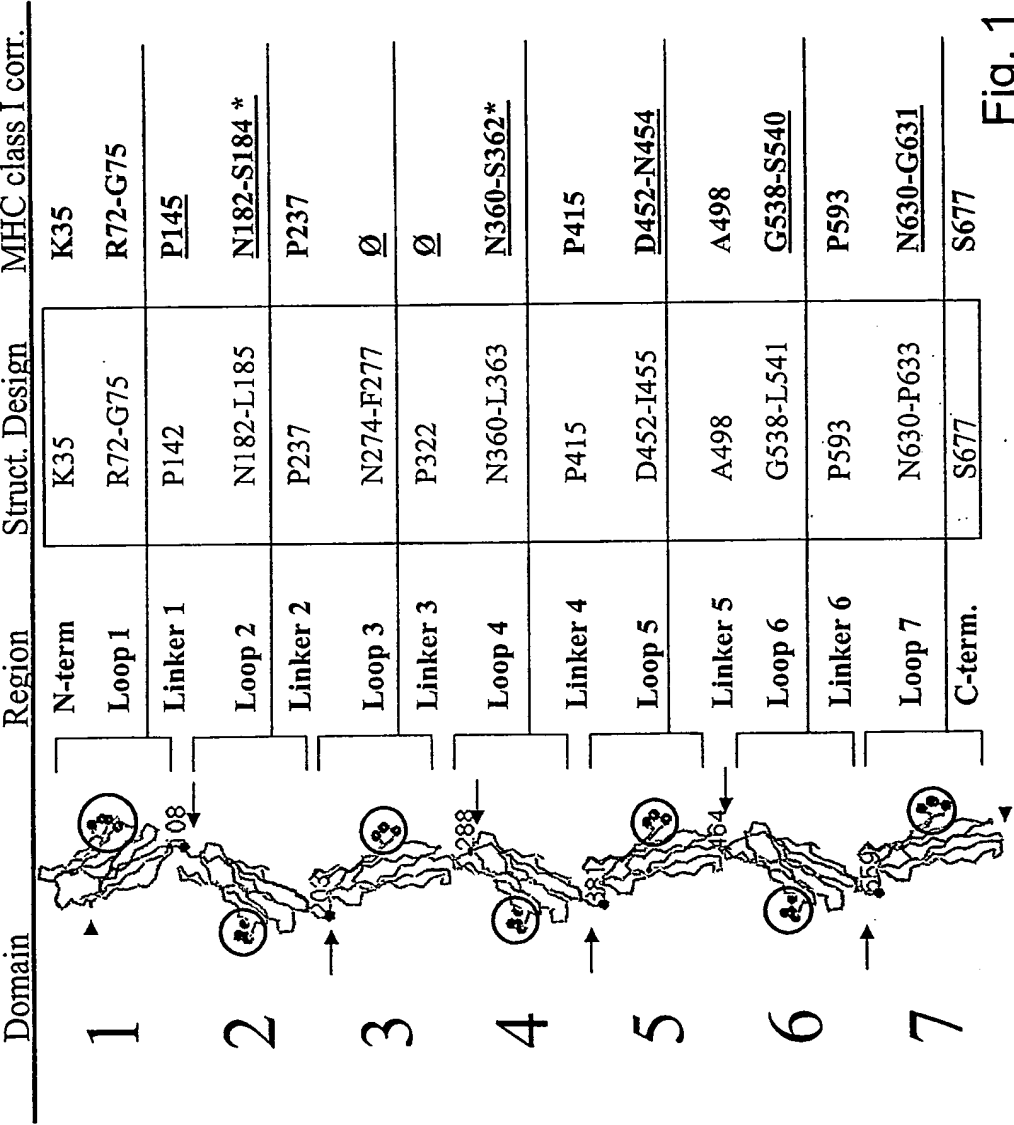 Domain Region Struct. Design MHC class I corr.
N-term K35 K35
1 Loop 1 R72-G75 R72-G75
108
Linker 1 P142 P145
2 Loop 2 N182-L185 N182-S184 *
Linker 2 P237 P237
3 Loop 3 N274-F277 Ø
Linker 3 P322 Ø
288
4 Loop 4 N360-L363 N360-S362*
381
Linker 4 P415 P415
5 Loop 5 D452-I455 D452-N454
464
Linker 5 A498 A498
6 Loop 6 G538-L541 G538-S540
559
Linker 6 P593 P593
7 Loop 7 N630-P633 N630-G631
C-term. S677 S677
Fig. 1